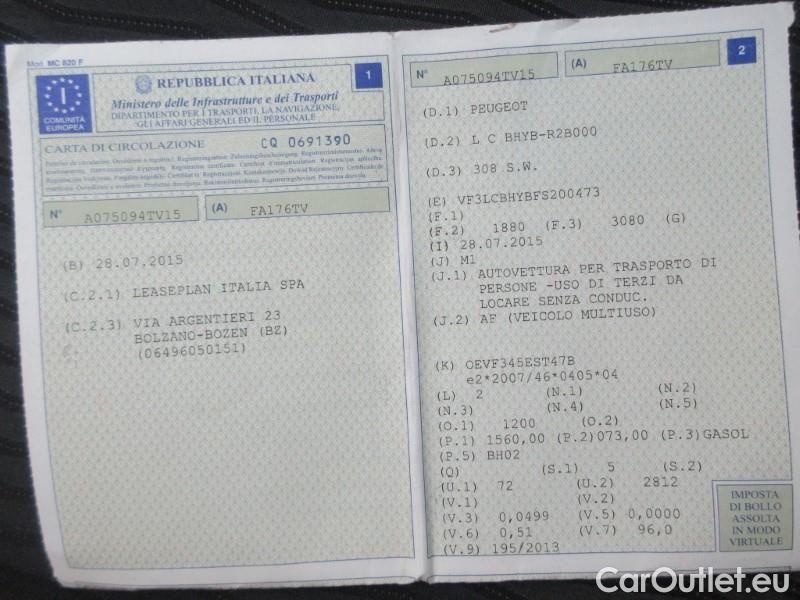 Mod. MC 820 F
I
COMUNITÀ
EUROPEA
REPUBBLICA ITALIANA
1
Ministero delle Infrastrutture e dei Trasporti
DIPARTIMENTO PER I TRASPORTI, LA NAVIGAZIONE,
GLI AFFARI GENERALI ED IL PERSONALE
CARTA DI CIRCOLAZIONE CQ 0691390
N° A075094TV15 (A) FA176TV
(B) 28.07.2015
(C.2.1) LEASEPLAN ITALIA SPA
(C.2.3) VIA ARGENTIERI 23
BOLZANO-BOZEN (BZ)
(06496050151)
N° A075094TV15 (A) FA176TV
2
(D.1) PEUGEOT
(D.2) L C BHYB-R2B000
(D.3) 308 S.W.
(E) VF3LCBHYBFS200473
(F.1)
(F.2) 1880 (F.3) 3080 (G)
(I) 28.07.2015
(J) M1
(J.1) AUTOVETTURA PER TRASPORTO DI
PERSONE -USO DI TERZI DA
LOCARE SENZA CONDUC.
(J.2) AF (VEICOLO MULTIUSO)
(K) OEVF345EST47B
e2*2007/46*0405*04
(L) 2 (N.1) (N.2)
(N.3) (N.4) (N.5)
(O.1) 1200 (O.2)
(P.1) 1560,00 (P.2)073,00 (P.3)GASOL
(P.5) BH02
(Q) (S.1) 5 (S.2)
(U.1) 72 (U.2) 2812
(V.1) (V.2)
(V.3) 0,0499 (V.5) 0,0000
(V.6) 0,51 (V.7) 96,0
(V.9) 195/2013
IMPOSTA
DI BOLLO
ASSOLTA
IN MODO
VIRTUALE
CarOutlet.eu